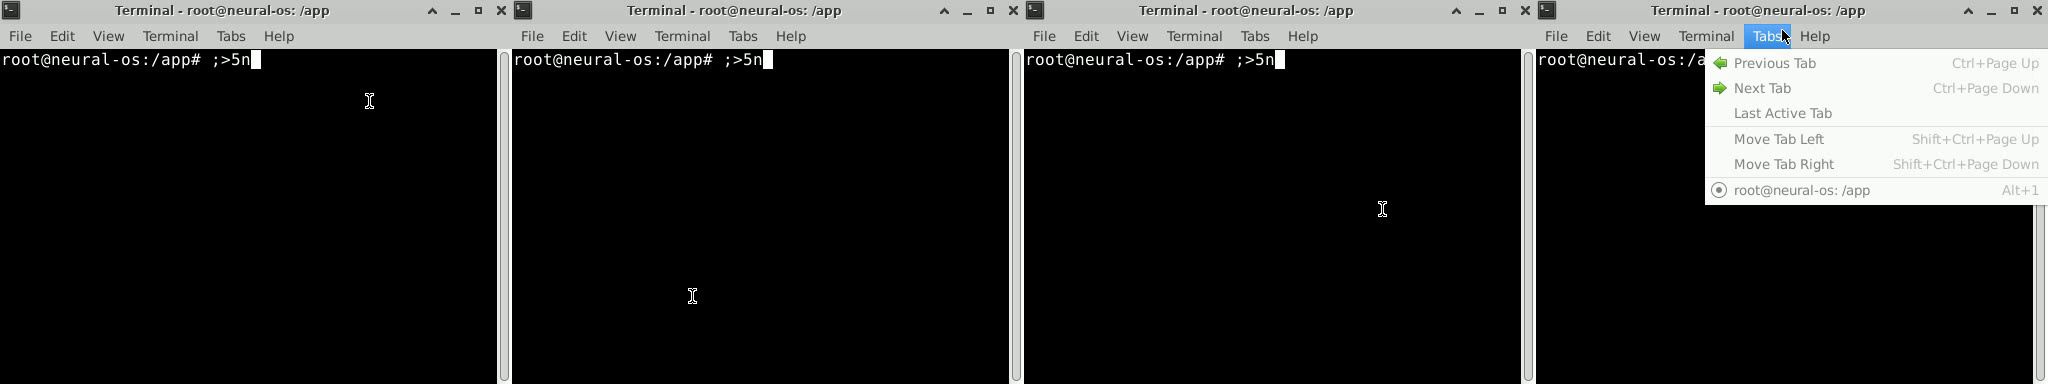 Terminal - root@neural-os: /app
File Edit View Terminal Tabs Help
root@neural-os:/app# ;>5n
Terminal - root@neural-os: /app
File Edit View Terminal Tabs Help
root@neural-os:/app# ;>5n
Terminal - root@neural-os: /app
File Edit View Terminal Tabs Help
root@neural-os:/app# ;>5n
Terminal - root@neural-os: /app
File Edit View Terminal Tabs Help
root@neural-os:/a
Previous Tab Ctrl+Page Up
Next Tab Ctrl+Page Down
Last Active Tab
Move Tab Left Shift+Ctrl+Page Up
Move Tab Right Shift+Ctrl+Page Down
root@neural-os: /app Alt+1